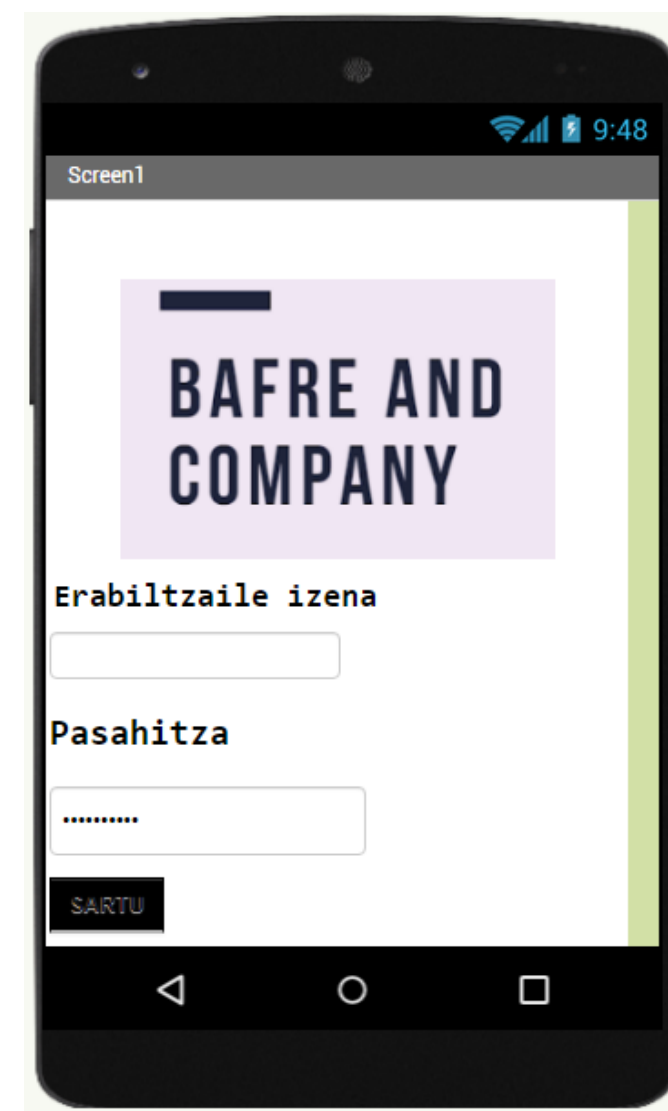 9:48
Screen1
BAFRE AND
COMPANY
Erabiltzaile izena
Pasahitza
••••••••••
SARTU